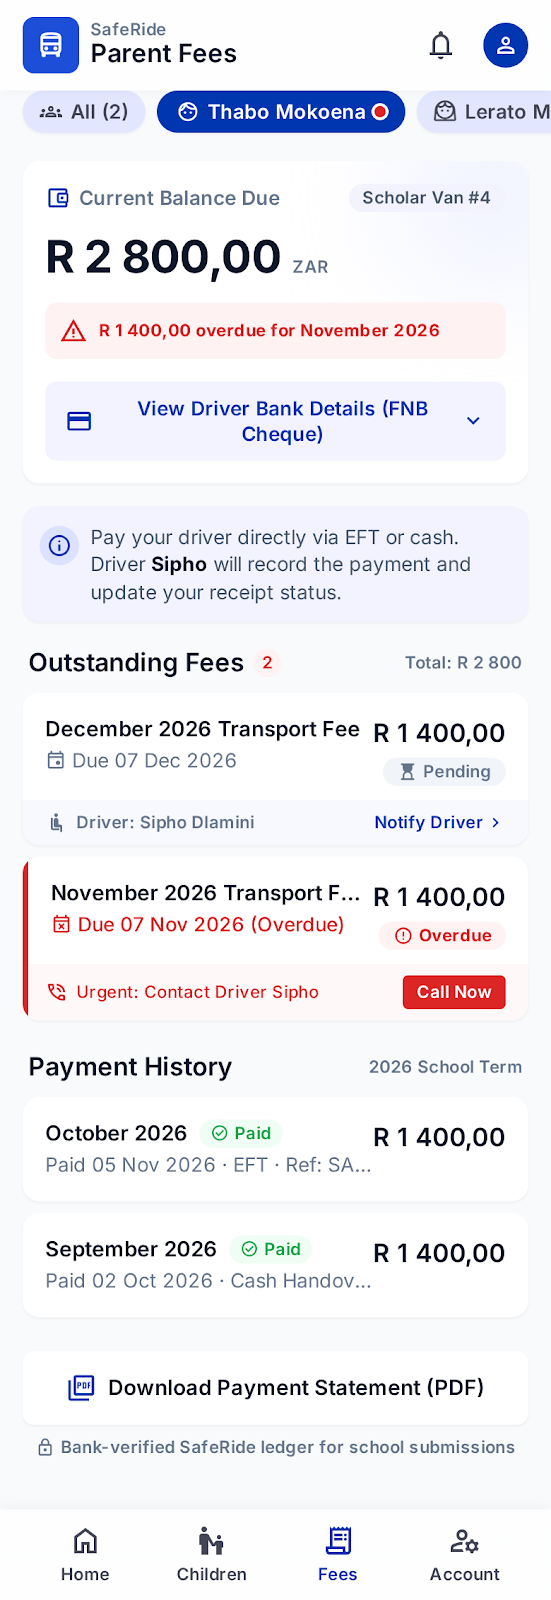 SafeRide
Parent Fees
All (2)
Thabo Mokoena
Lerato M
Current Balance Due
Scholar Van #4
R 2 800,00 ZAR
R 1 400,00 overdue for November 2026
View Driver Bank Details (FNB
Cheque)
Pay your driver directly via EFT or cash.
Driver Sipho will record the payment and
update your receipt status.
Outstanding Fees 2
Total: R 2 800
December 2026 Transport Fee
R 1 400,00
Due 07 Dec 2026
Pending
Driver: Sipho Dlamini
Notify Driver
November 2026 Transport F...
R 1 400,00
Due 07 Nov 2026 (Overdue)
Overdue
Urgent: Contact Driver Sipho
Call Now
Payment History
2026 School Term
October 2026
Paid
R 1 400,00
Paid 05 Nov 2026 · EFT · Ref: SA...
September 2026
Paid
R 1 400,00
Paid 02 Oct 2026 · Cash Handov...
PDF
Download Payment Statement (PDF)
Bank-verified SafeRide ledger for school submissions
Home
Children
Fees
Account